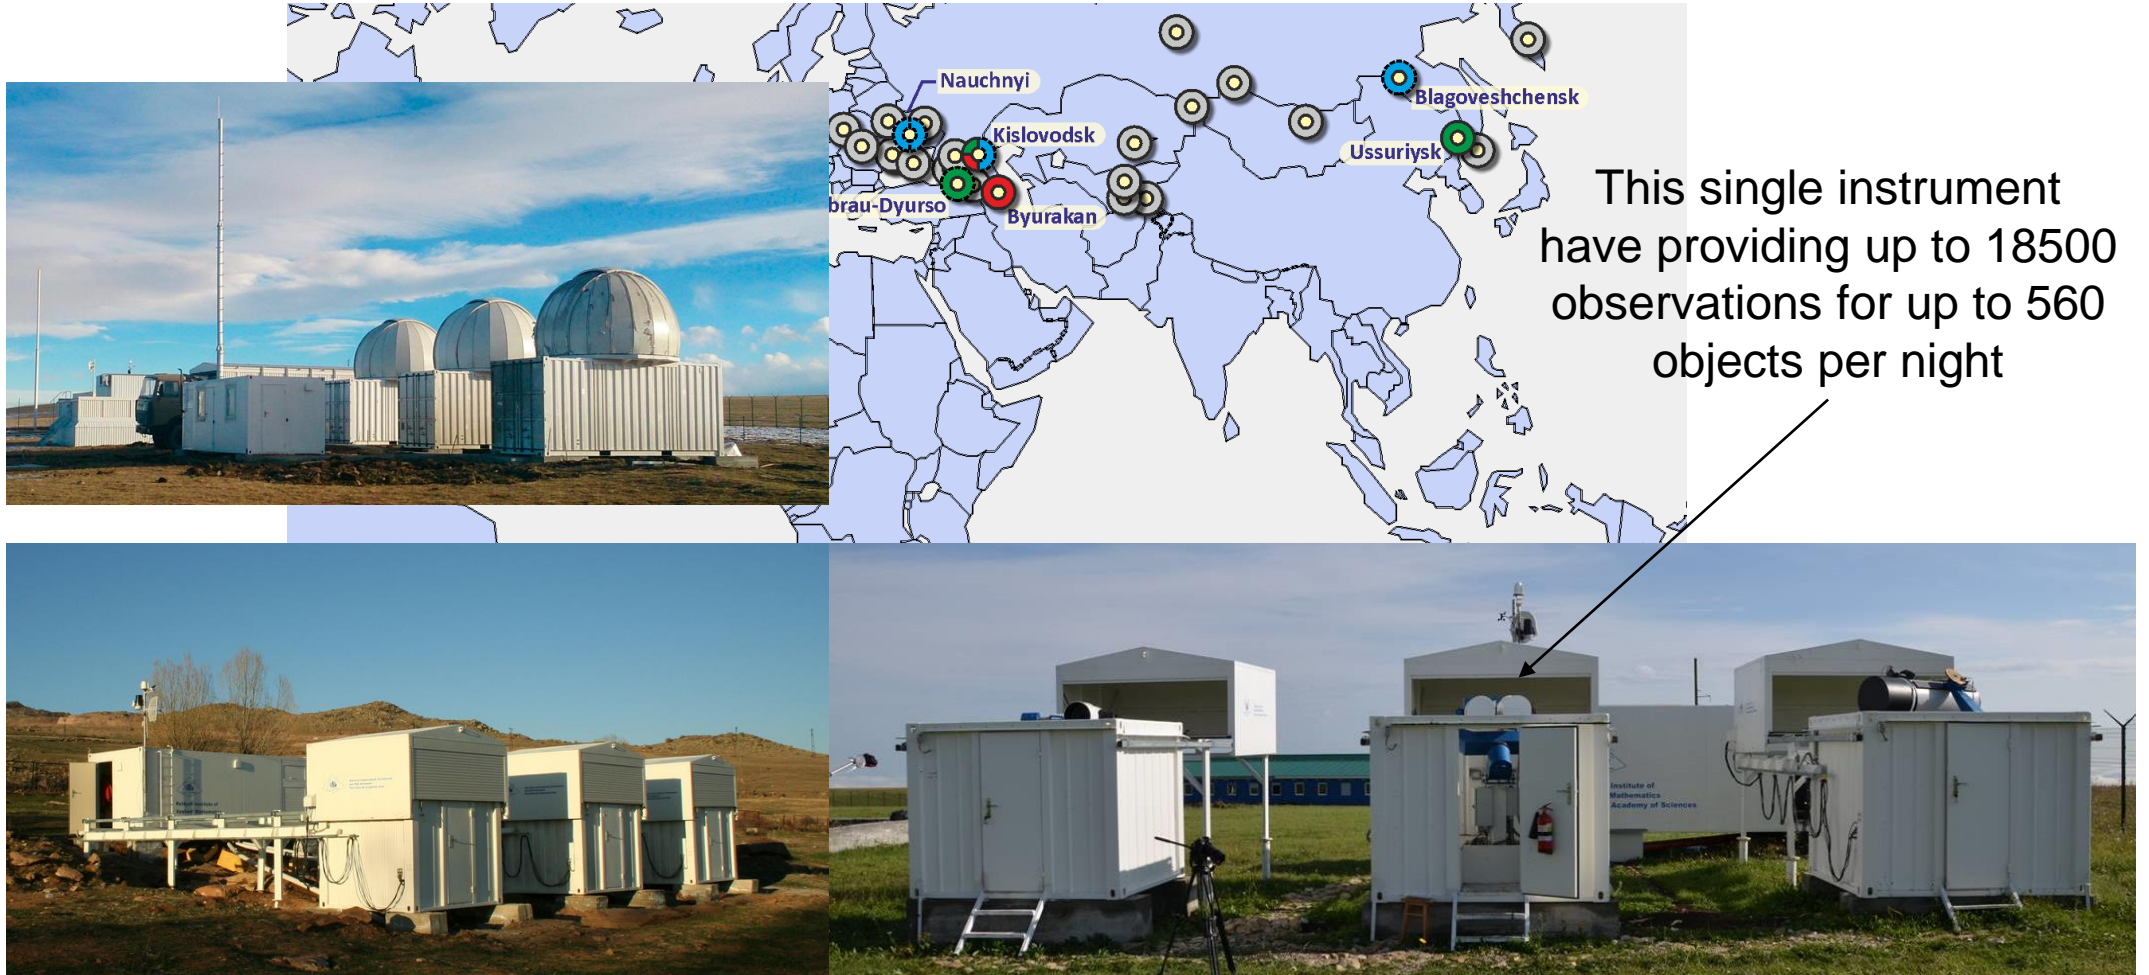 Nauchnyi
Blagoveshchensk
Kislovodsk
Ussuriysk
brau-Dyurso
Byurakan
This single instrument
have providing up to 18500
observations for up to 560
objects per night
Institute of
Mathematics
Academy of Sciences